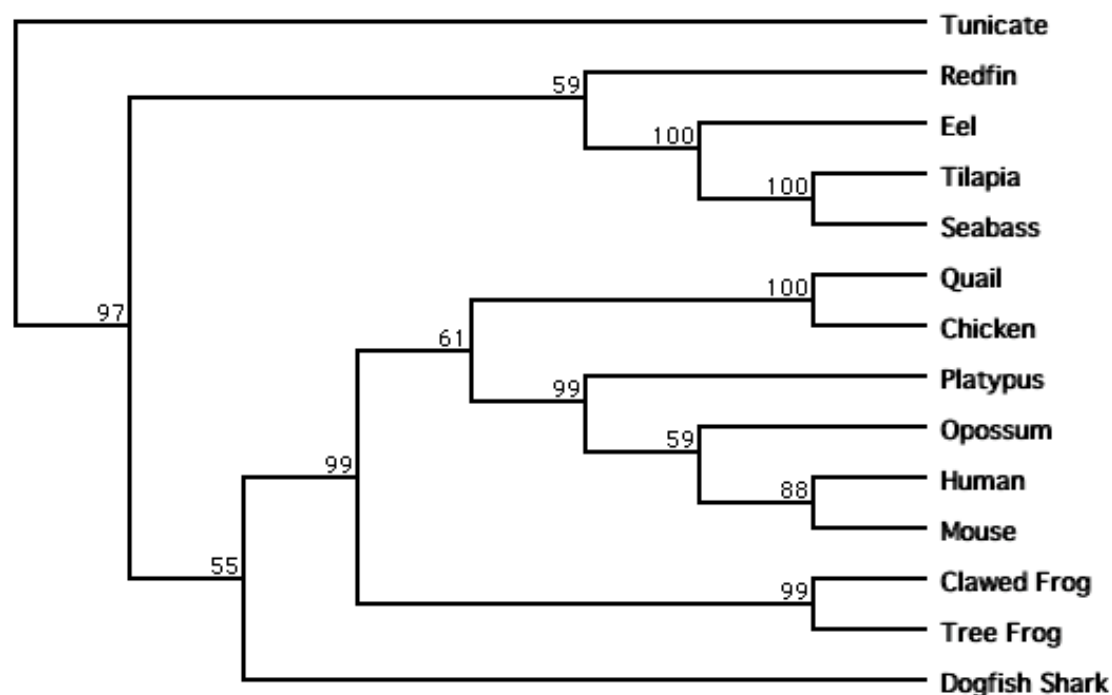 Tunicate
59
Redfin
100
Eel
100
Tilapia
Seabass
100
Quail
97
61
Chicken
99
Platypus
59
Opossum
99
88
Human
Mouse
55
99
Clawed Frog
Tree Frog
Dogfish Shark